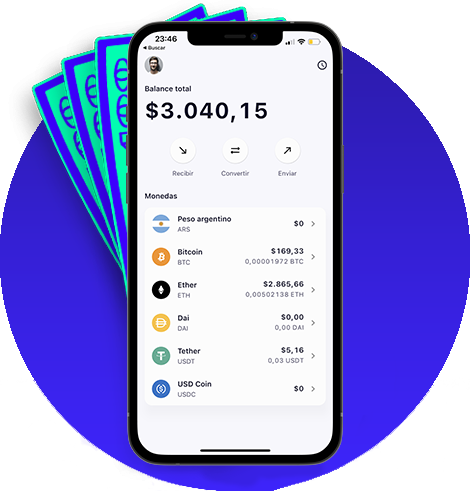 23:46
Buscar
Balance total
$3.040,15
Recibir Convertir Enviar
Monedas
Peso argentino $0
ARS
Bitcoin $169,33
BTC 0,00001972 BTC
Ether $2.865,66
ETH 0,00502138 ETH
Dai $0,00
DAI 0,00 DAI
Tether $5,16
USDT 0,03 USDT
USD Coin $0
USDC